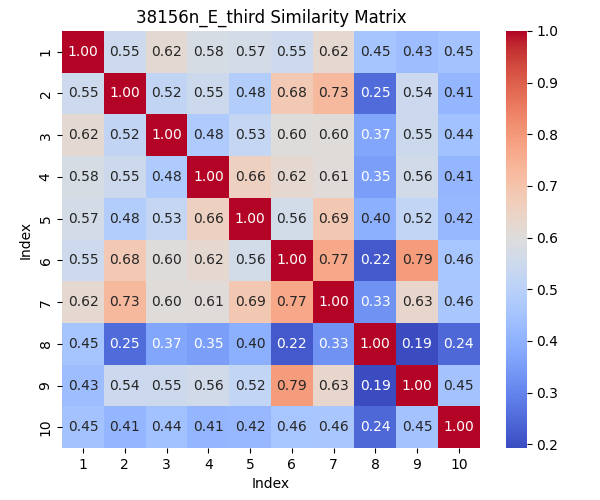 38156n_E_third Similarity Matrix
1 1.00 0.55 0.62 0.58 0.57 0.55 0.62 0.45 0.43 0.45
2 0.55 1.00 0.52 0.55 0.48 0.68 0.73 0.25 0.54 0.41
3 0.62 0.52 1.00 0.48 0.53 0.60 0.60 0.37 0.55 0.44
4 0.58 0.55 0.48 1.00 0.66 0.62 0.61 0.35 0.56 0.41
5 0.57 0.48 0.53 0.66 1.00 0.56 0.69 0.40 0.52 0.42
6 0.55 0.68 0.60 0.62 0.56 1.00 0.77 0.22 0.79 0.46
7 0.62 0.73 0.60 0.61 0.69 0.77 1.00 0.33 0.63 0.46
8 0.45 0.25 0.37 0.35 0.40 0.22 0.33 1.00 0.19 0.24
9 0.43 0.54 0.55 0.56 0.52 0.79 0.63 0.19 1.00 0.45
10 0.45 0.41 0.44 0.41 0.42 0.46 0.46 0.24 0.45 1.00
1 2 3 4 5 6 7 8 9 10
Index
Index
1.0
0.9
0.8
0.7
0.6
0.5
0.4
0.3
0.2